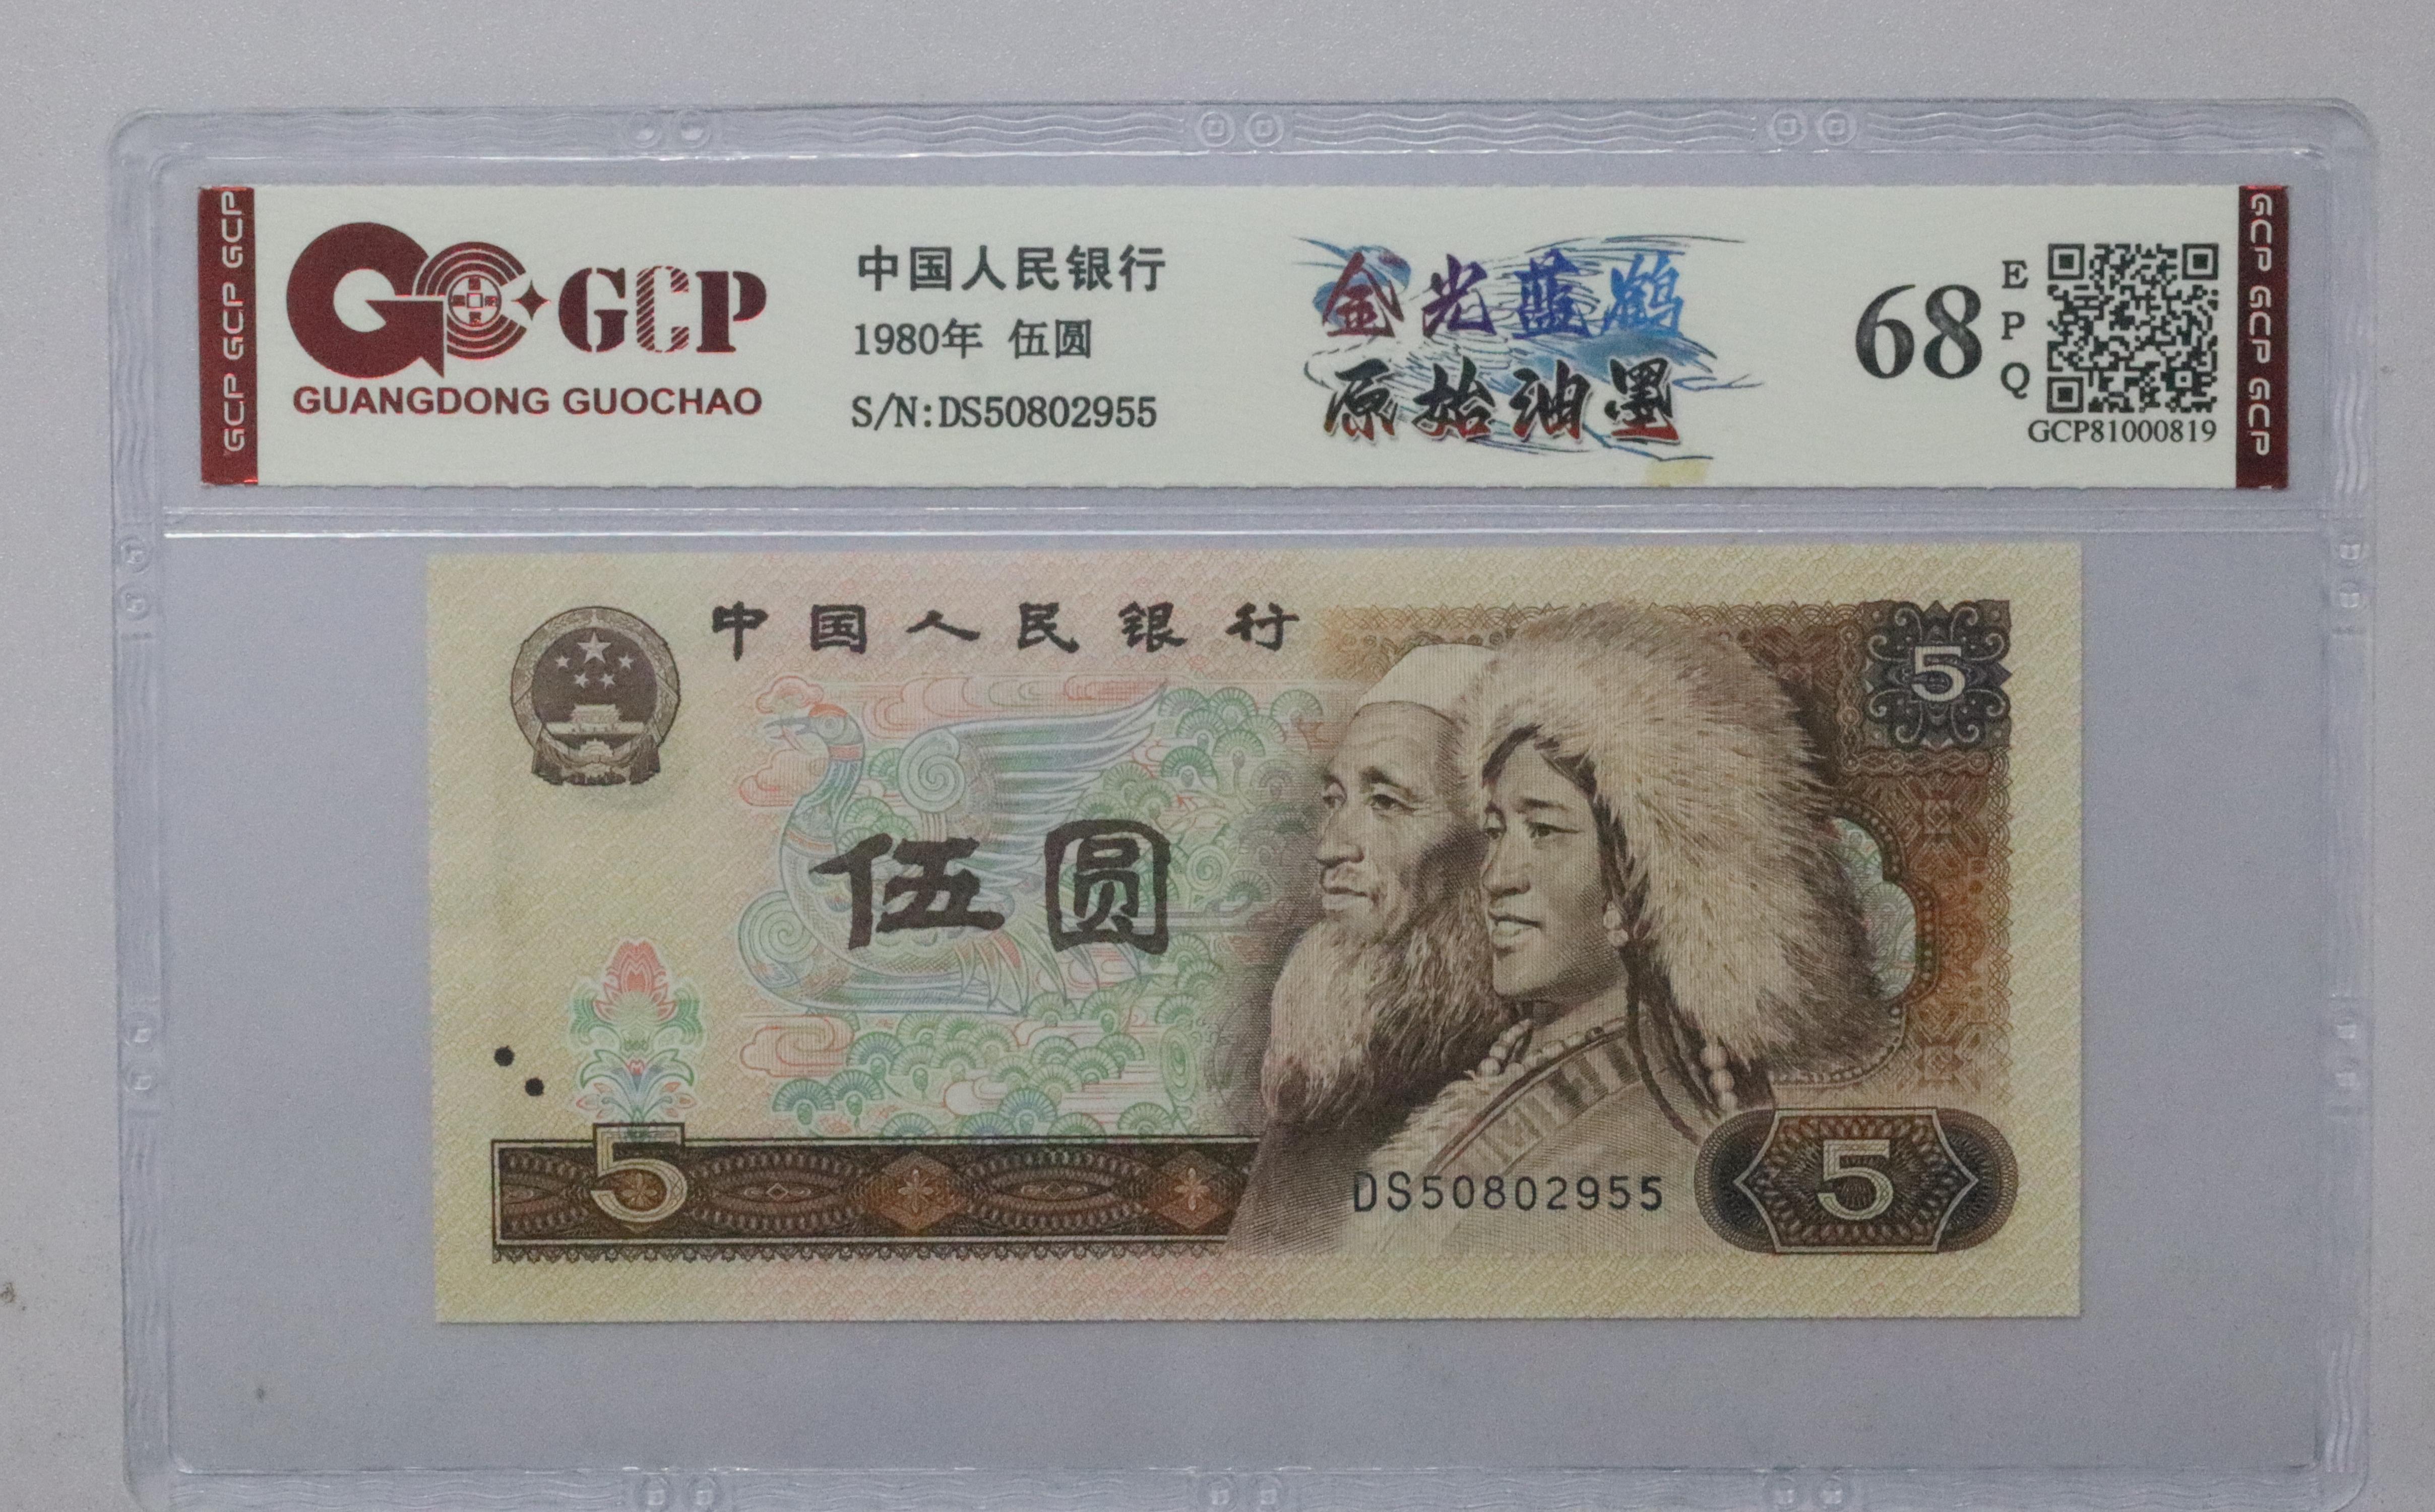 GCP GCP GCP
GCP
GUANGDONG GUOCHAO
中国人民银行
1980年 伍圆
S/N:DS50802955
金光蓝鹤
原始油墨
68
EPQ
GCP81000819
GCP GCP GCP
中国人民银行
5
伍圆
5
DS50802955
5